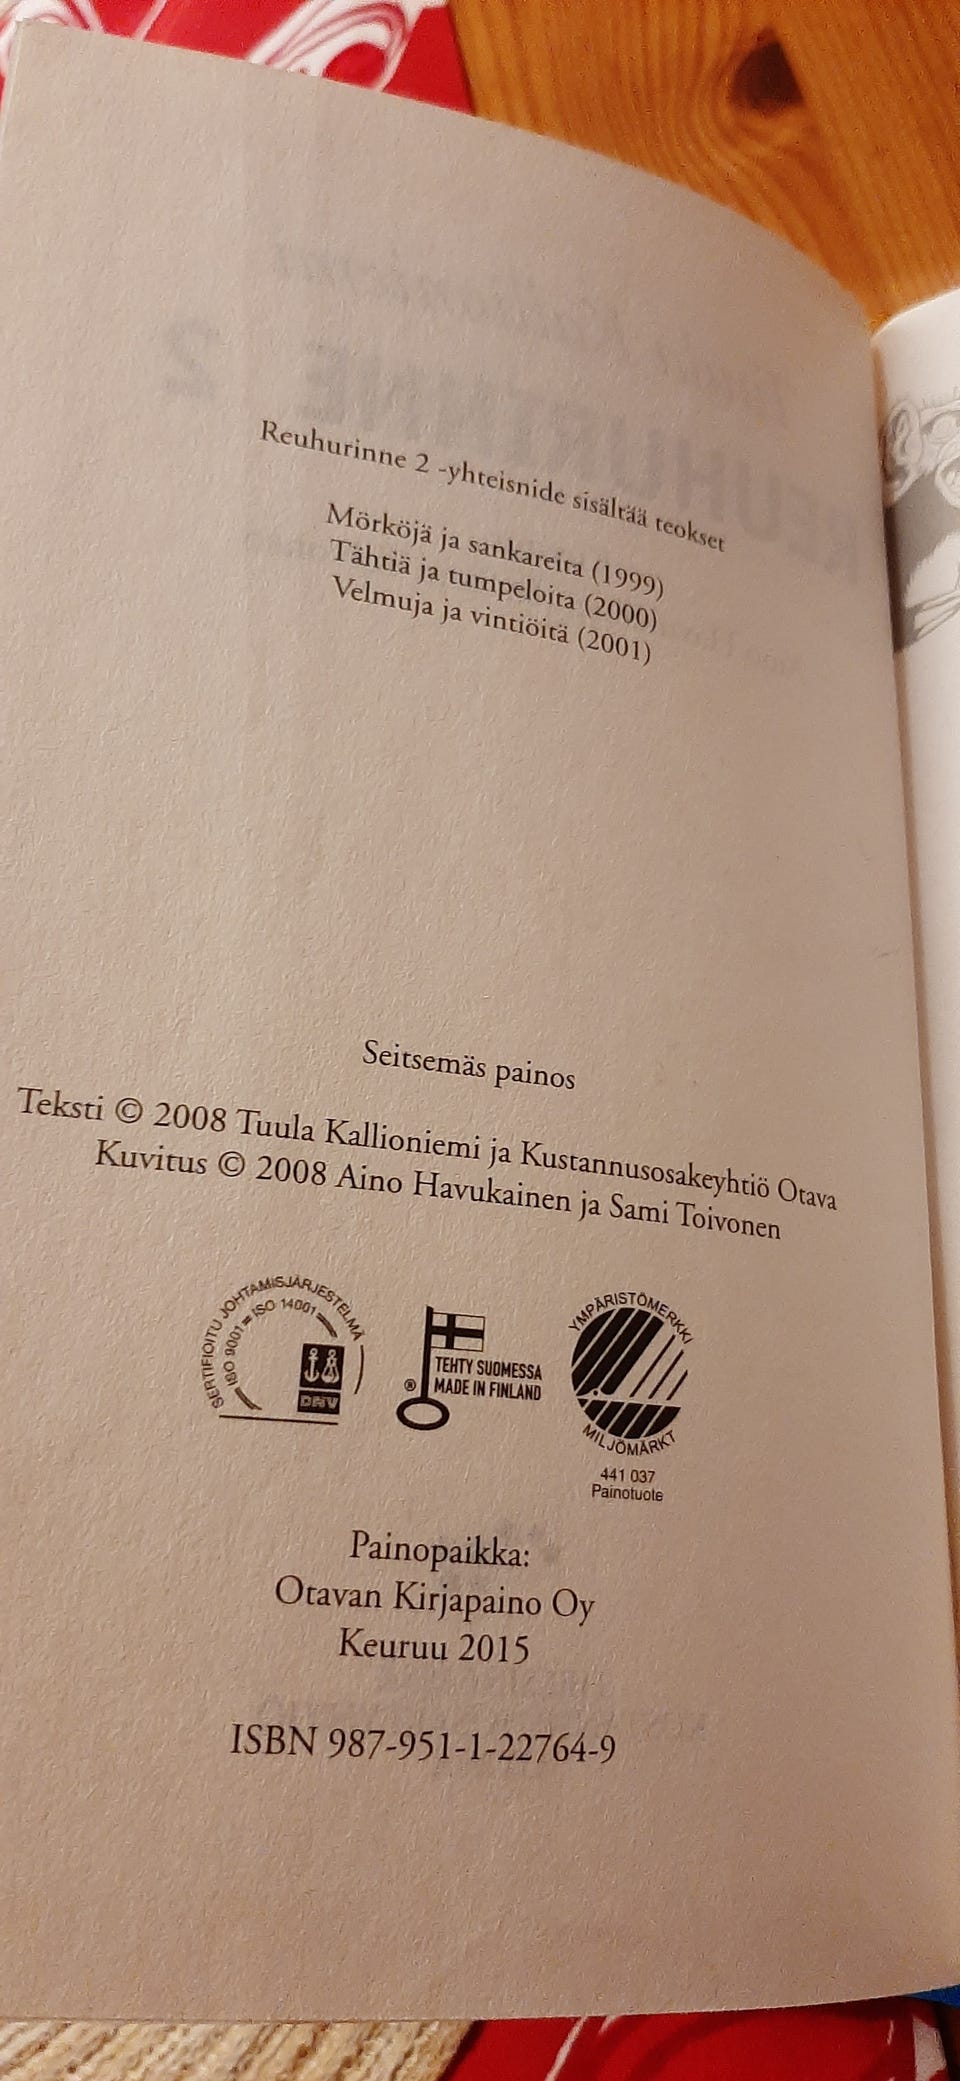 Reuhurinne 2 -yhteisnide sisältää teokset
Mörköjä ja sankareita (1999)
Tähtiä ja tumpeloita (2000)
Velmuja ja vintiöitä (2001)
Seitsemäs painos
Teksti © 2008 Tuula Kallioniemi ja Kustannusosakeyhtiö Otava
Kuvitus © 2008 Aino Havukainen ja Sami Toivonen
SERTIFIOITU JOHTAMISJÄRJESTELMÄ
ISO 9001 = ISO 14001
DNV
TEHTY SUOMESSA
® MADE IN FINLAND
YMPÄRISTÖMERKKI
MILJÖMÄRKT
441 037
Painotuote
Painopaikka:
Otavan Kirjapaino Oy
Keuruu 2015
ISBN 987-951-1-22764-9